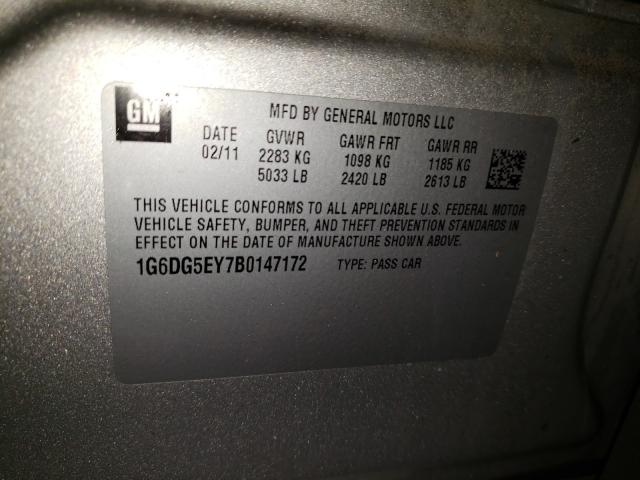 GM
MFD BY GENERAL MOTORS LLC
DATE GVWR GAWR FRT GAWR RR
02/11 2283 KG 1098 KG 1185 KG
5033 LB 2420 LB 2613 LB
THIS VEHICLE CONFORMS TO ALL APPLICABLE U.S. FEDERAL MOTOR
VEHICLE SAFETY, BUMPER, AND THEFT PREVENTION STANDARDS IN
EFFECT ON THE DATE OF MANUFACTURE SHOWN ABOVE.
1G6DG5EY7B0147172 TYPE: PASS CAR